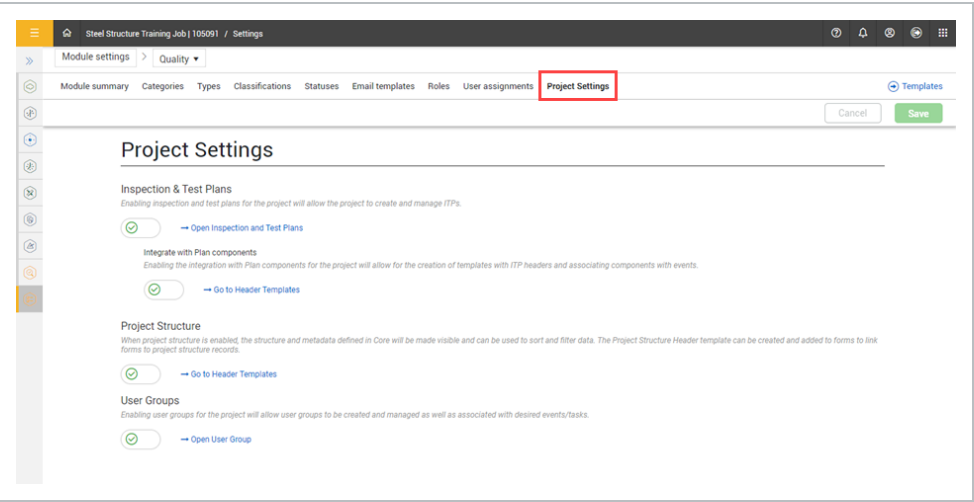 Steel Structure Training Job | 105091 / Settings
Module settings > Quality ▾
Module summary Categories Types Classifications Statuses Email templates Roles User assignments Project Settings Templates
Cancel Save
Project Settings
Inspection & Test Plans
Enabling inspection and test plans for the project will allow the project to create and manage ITPs.
→ Open Inspection and Test Plans
Integrate with Plan components
Enabling the integration with Plan components for the project will allow for the creation of templates with ITP headers and associating components with events.
→ Go to Header Templates
Project Structure
When project structure is enabled, the structure and metadata defined in Core will be made visible and can be used to sort and filter data. The Project Structure Header template can be created and added to forms to link
forms to project structure records.
→ Go to Header Templates
User Groups
Enabling user groups for the project will allow user groups to be created and managed as well as associated with desired events/tasks.
→ Open User Group